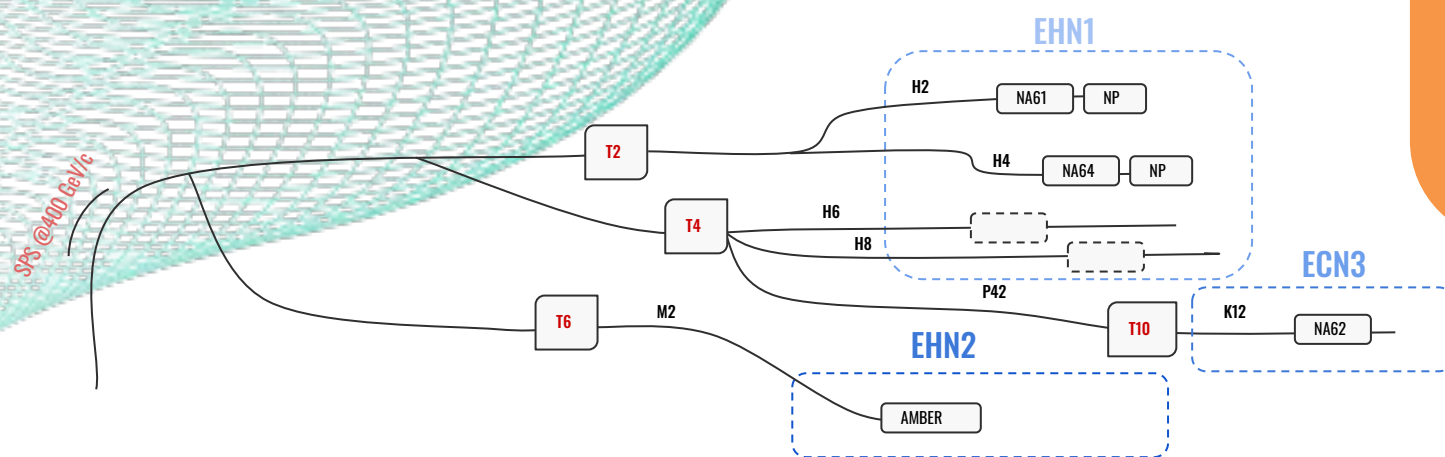 EHN1
H2
NA61
NP
T2
SPS @400 GeV/c
H4
NA64
NP
H6
T4
H8
ECN3
P42
M2
T6
T10
K12
NA62
EHN2
AMBER